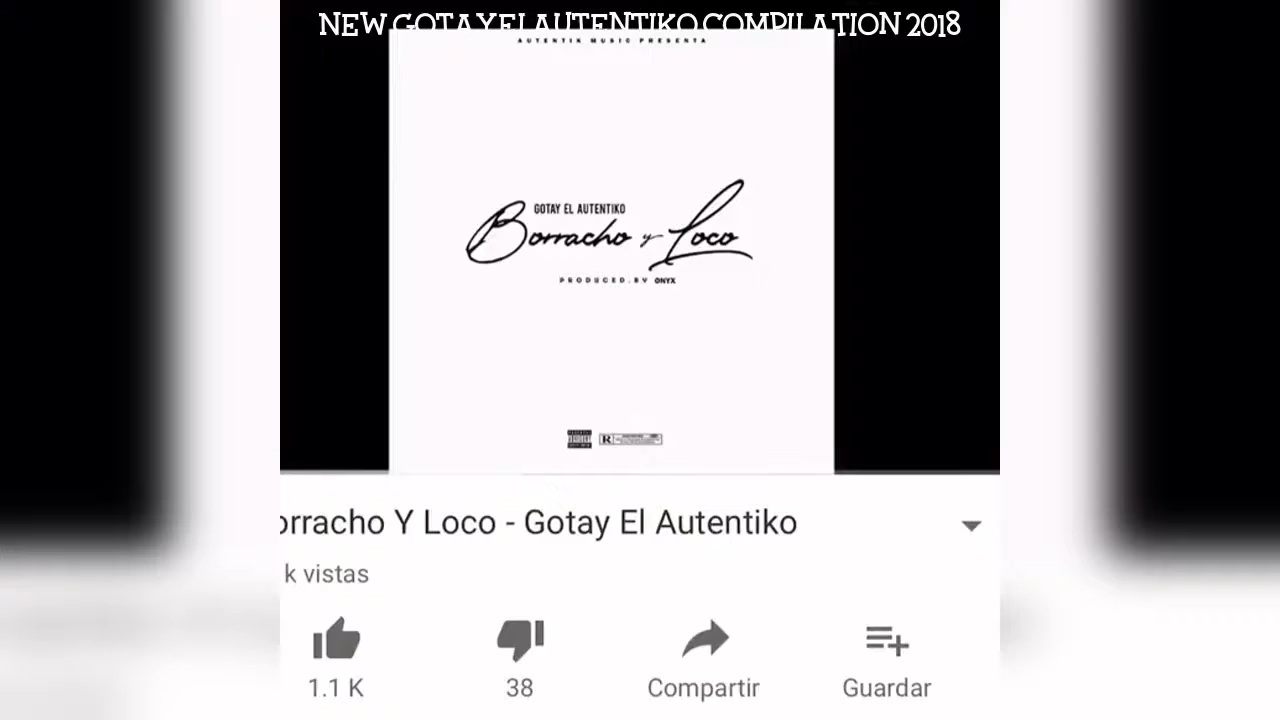 NEW GOTAY EL AUTENTIKO COMPILATION 2018
AUTENTIK MUSIC PRESENTA
GOTAY EL AUTENTIKO
Borracho y Loco
PRODUCED.BY ONYX
R
orracho Y Loco - Gotay El Autentiko
k vistas
1.1 K
38
Compartir
Guardar